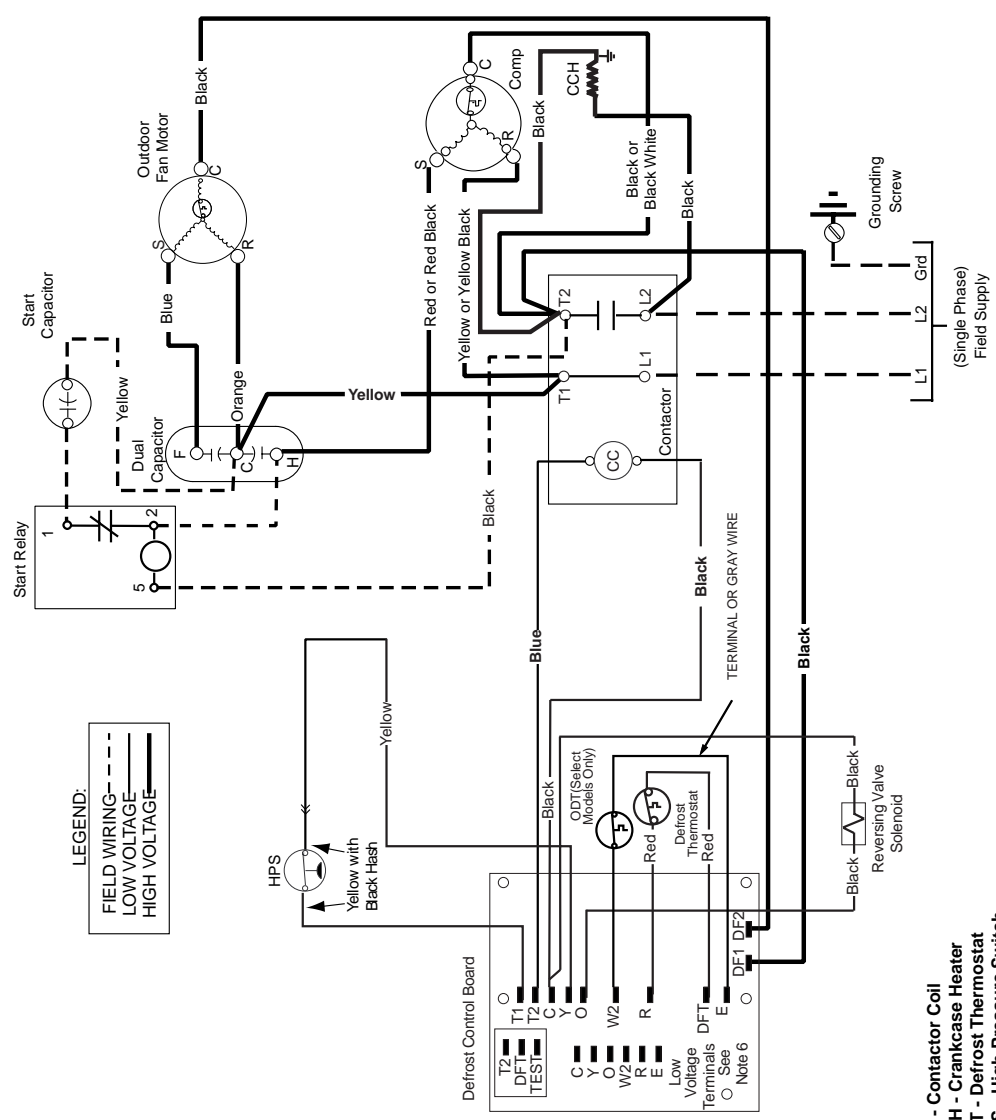 Outdoor
Fan Motor
Black
S
C
R
Start
Capacitor
Blue
Orange
Yellow
Dual
Capacitor
F
C
H
Start Relay
1
2
5
Black
Comp
C
S
R
CCH
Black
Black or
Black White
Black
Red or Red Black
Yellow or Yellow Black
Yellow
T2
L2
T1
L1
CC
Contactor
Grounding
Screw
Grd
L2
L1
(Single Phase)
Field Supply
LEGEND:
FIELD WIRING
LOW VOLTAGE
HIGH VOLTAGE
HPS
Yellow with
Black Hash
Yellow
Blue
Black
Black
Black
TERMINAL OR GRAY WIRE
ODT(Select
Models Only)
Defrost
Thermostat
Red
Red
Black
Black
Reversing Valve
Solenoid
Defrost Control Board
T2
DFT
TEST
T1
T2
C
Y
O
W2
R
DFT
E
DF1
DF2
C
Y
O
W2
R
E
Low
Voltage
Terminals
See
Note 6
- Contactor Coil
H - Crankcase Heater
T - Defrost Thermostat
S - High Pressure Switch